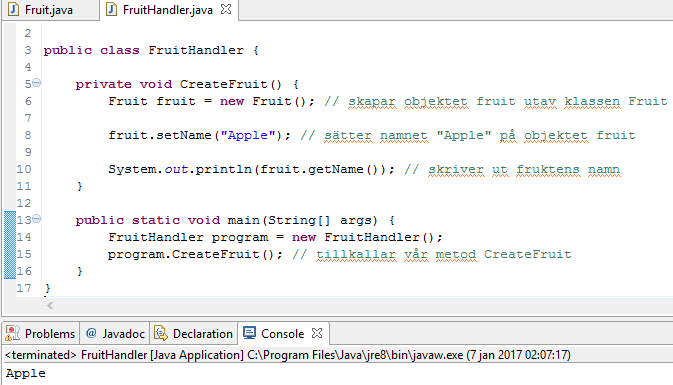 Fruit.java FruitHandler.java
2
3 public class FruitHandler {
4
5 private void CreateFruit() {
6 Fruit fruit = new Fruit(); // skapar objektet fruit utav klassen Fruit
7
8 fruit.setName("Apple"); // sätter namnet "Apple" på objektet fruit
9
10 System.out.println(fruit.getName()); // skriver ut fruktens namn
11 }
12
13 public static void main(String[] args) {
14 FruitHandler program = new FruitHandler();
15 program.CreateFruit(); // tillkallar vår metod CreateFruit
16 }
17 }
Problems @ Javadoc Declaration Console
<terminated> FruitHandler [Java Application] C:\Program Files\Java\jre8\bin\javaw.exe (7 jan 2017 02:07:17)
Apple